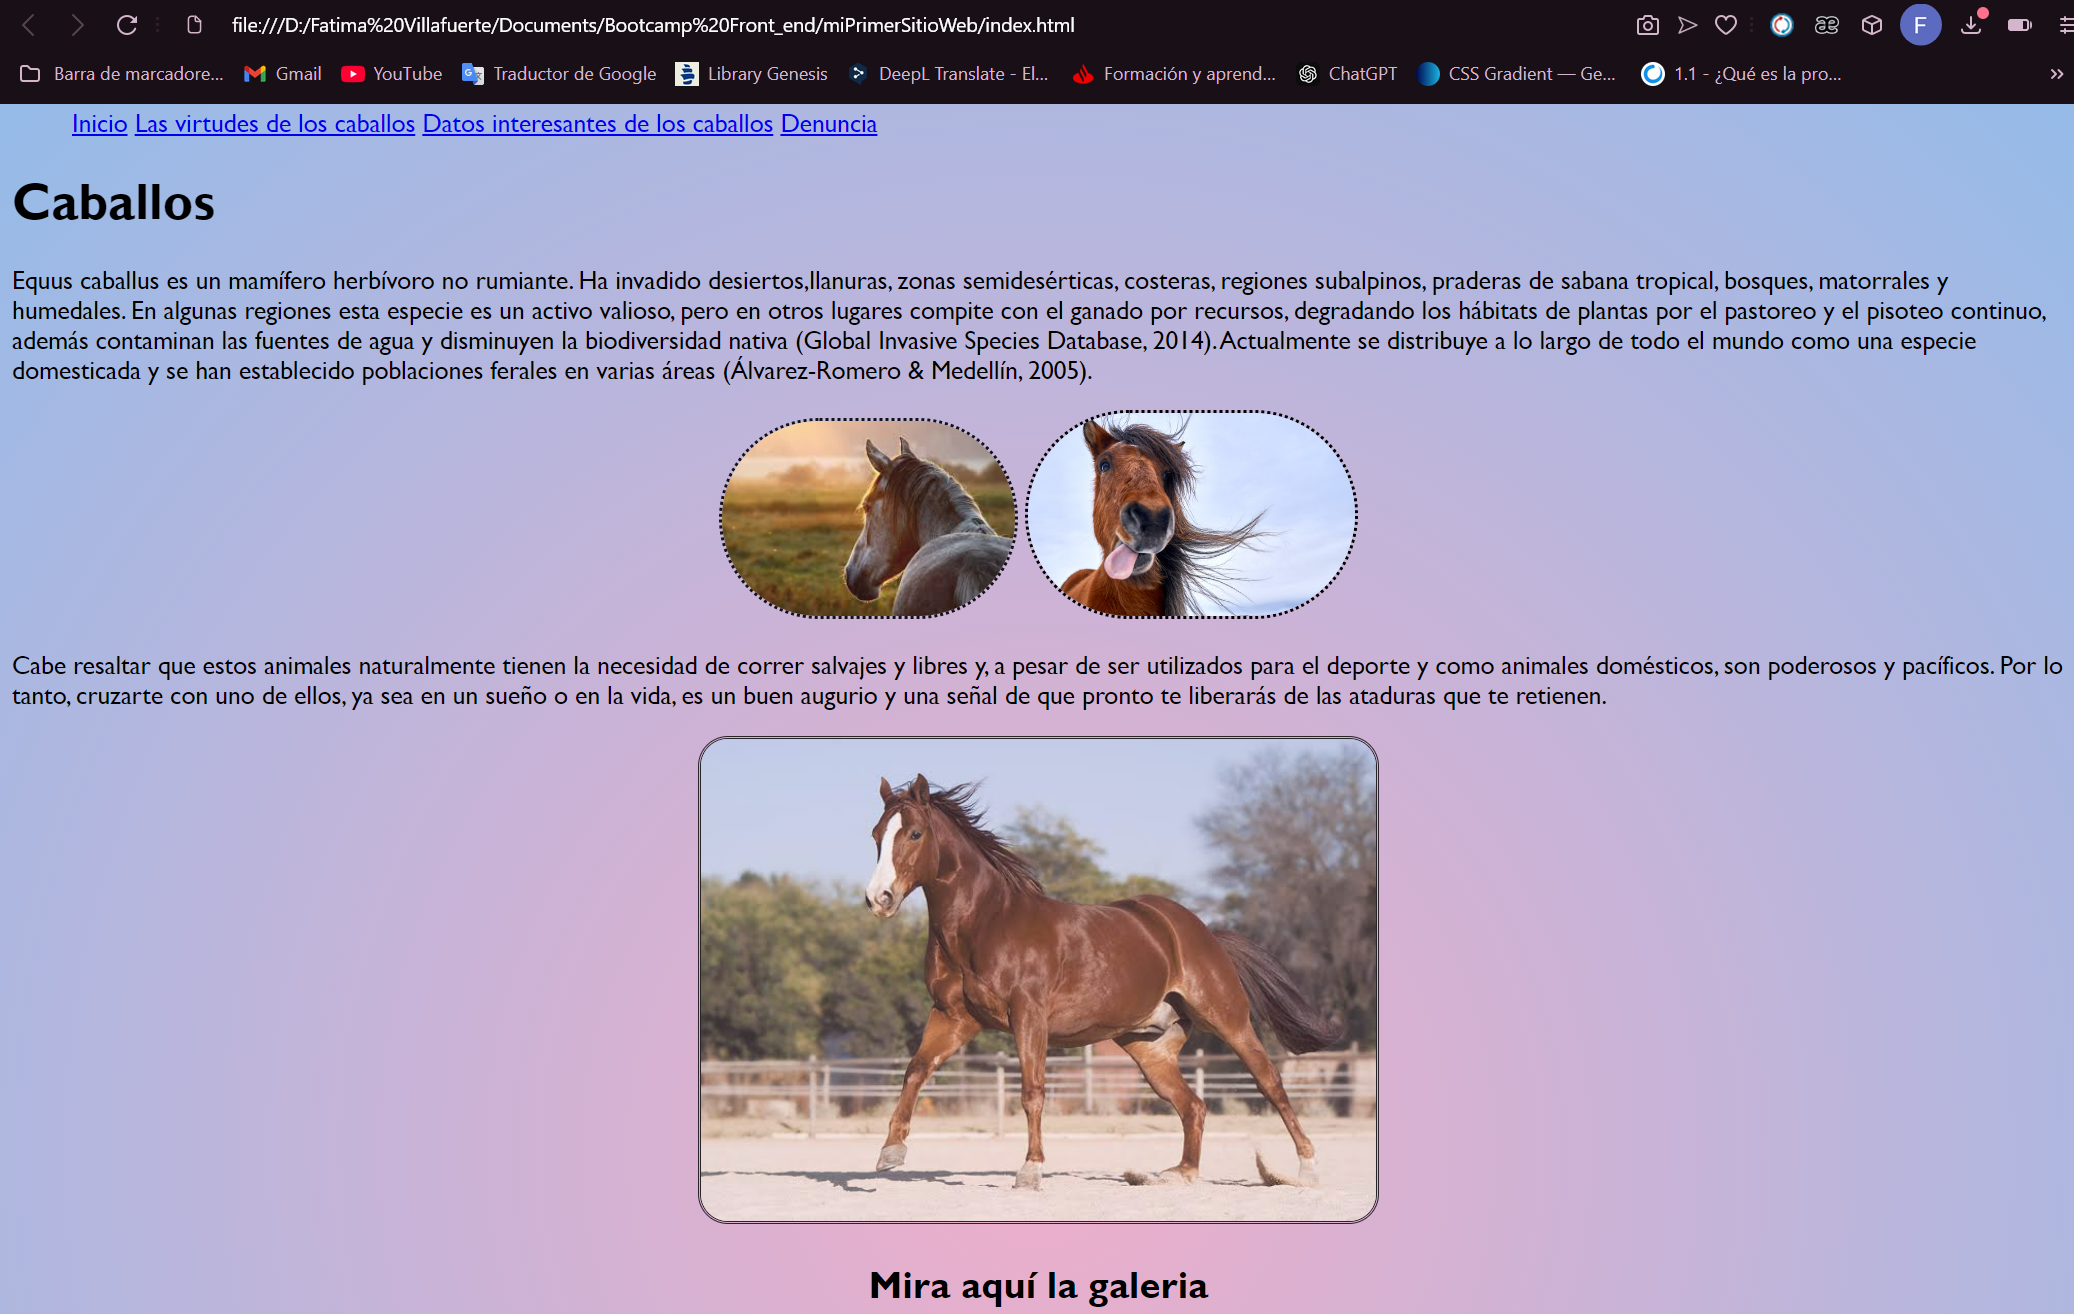 file:///D:/Fatima%20Villafuerte/Documents/Bootcamp%20Front_end/miPrimerSitioWeb/index.html
F
Barra de marcadore... Gmail YouTube Traductor de Google Library Genesis DeepL Translate - El... Formación y aprend... ChatGPT CSS Gradient — Ge... 1.1 - ¿Qué es la pro...
Inicio Las virtudes de los caballos Datos interesantes de los caballos Denuncia
Caballos
Equus caballus es un mamífero herbívoro no rumiante. Ha invadido desiertos,llanuras, zonas semidesérticas, costeras, regiones subalpinos, praderas de sabana tropical, bosques, matorrales y
humedales. En algunas regiones esta especie es un activo valioso, pero en otros lugares compite con el ganado por recursos, degradando los hábitats de plantas por el pastoreo y el pisoteo continuo,
además contaminan las fuentes de agua y disminuyen la biodiversidad nativa (Global Invasive Species Database, 2014). Actualmente se distribuye a lo largo de todo el mundo como una especie
domesticada y se han establecido poblaciones ferales en varias áreas (Álvarez-Romero & Medellín, 2005).
Cabe resaltar que estos animales naturalmente tienen la necesidad de correr salvajes y libres y, a pesar de ser utilizados para el deporte y como animales domésticos, son poderosos y pacíficos. Por lo
tanto, cruzarte con uno de ellos, ya sea en un sueño o en la vida, es un buen augurio y una señal de que pronto te liberarás de las ataduras que te retienen.
Mira aquí la galeria